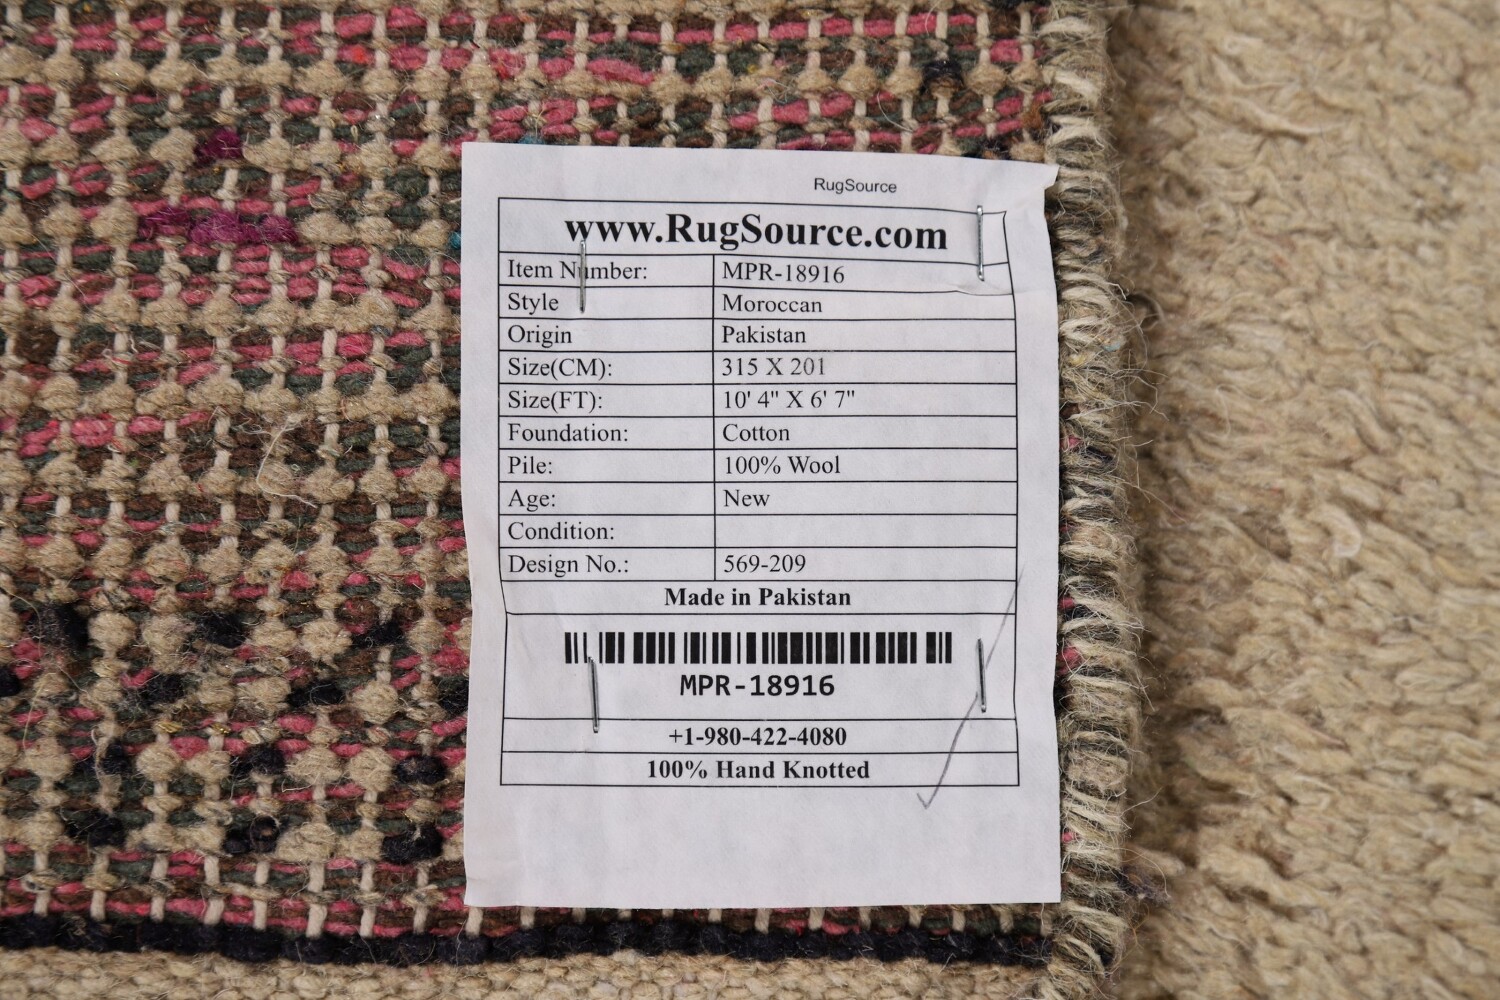 RugSource
www.RugSource.com
Item Number: MPR-18916
Style Moroccan
Origin Pakistan
Size(CM): 315 X 201
Size(FT): 10' 4" X 6' 7"
Foundation: Cotton
Pile: 100% Wool
Age: New
Condition:
Design No.: 569-209
Made in Pakistan
MPR-18916
+1-980-422-4080
100% Hand Knotted